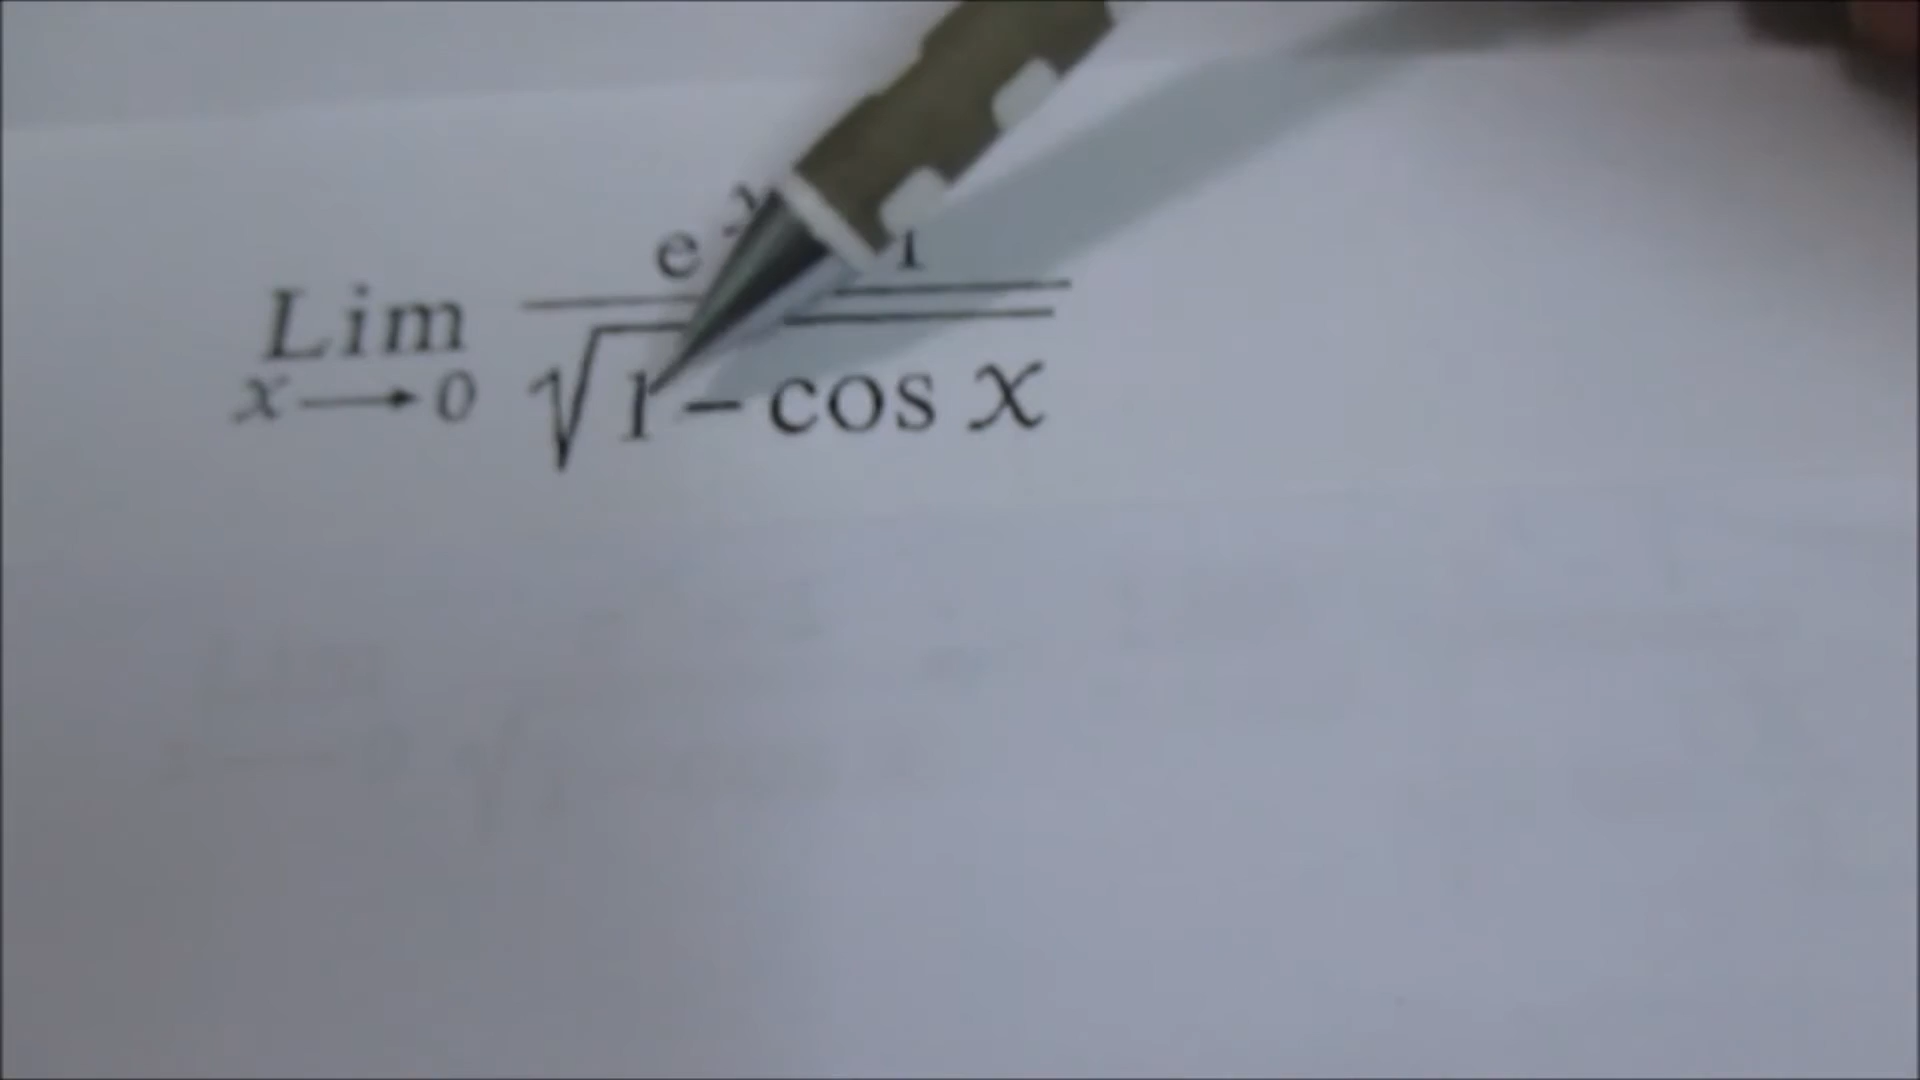 Lim e 1
x→0 √1-cos x